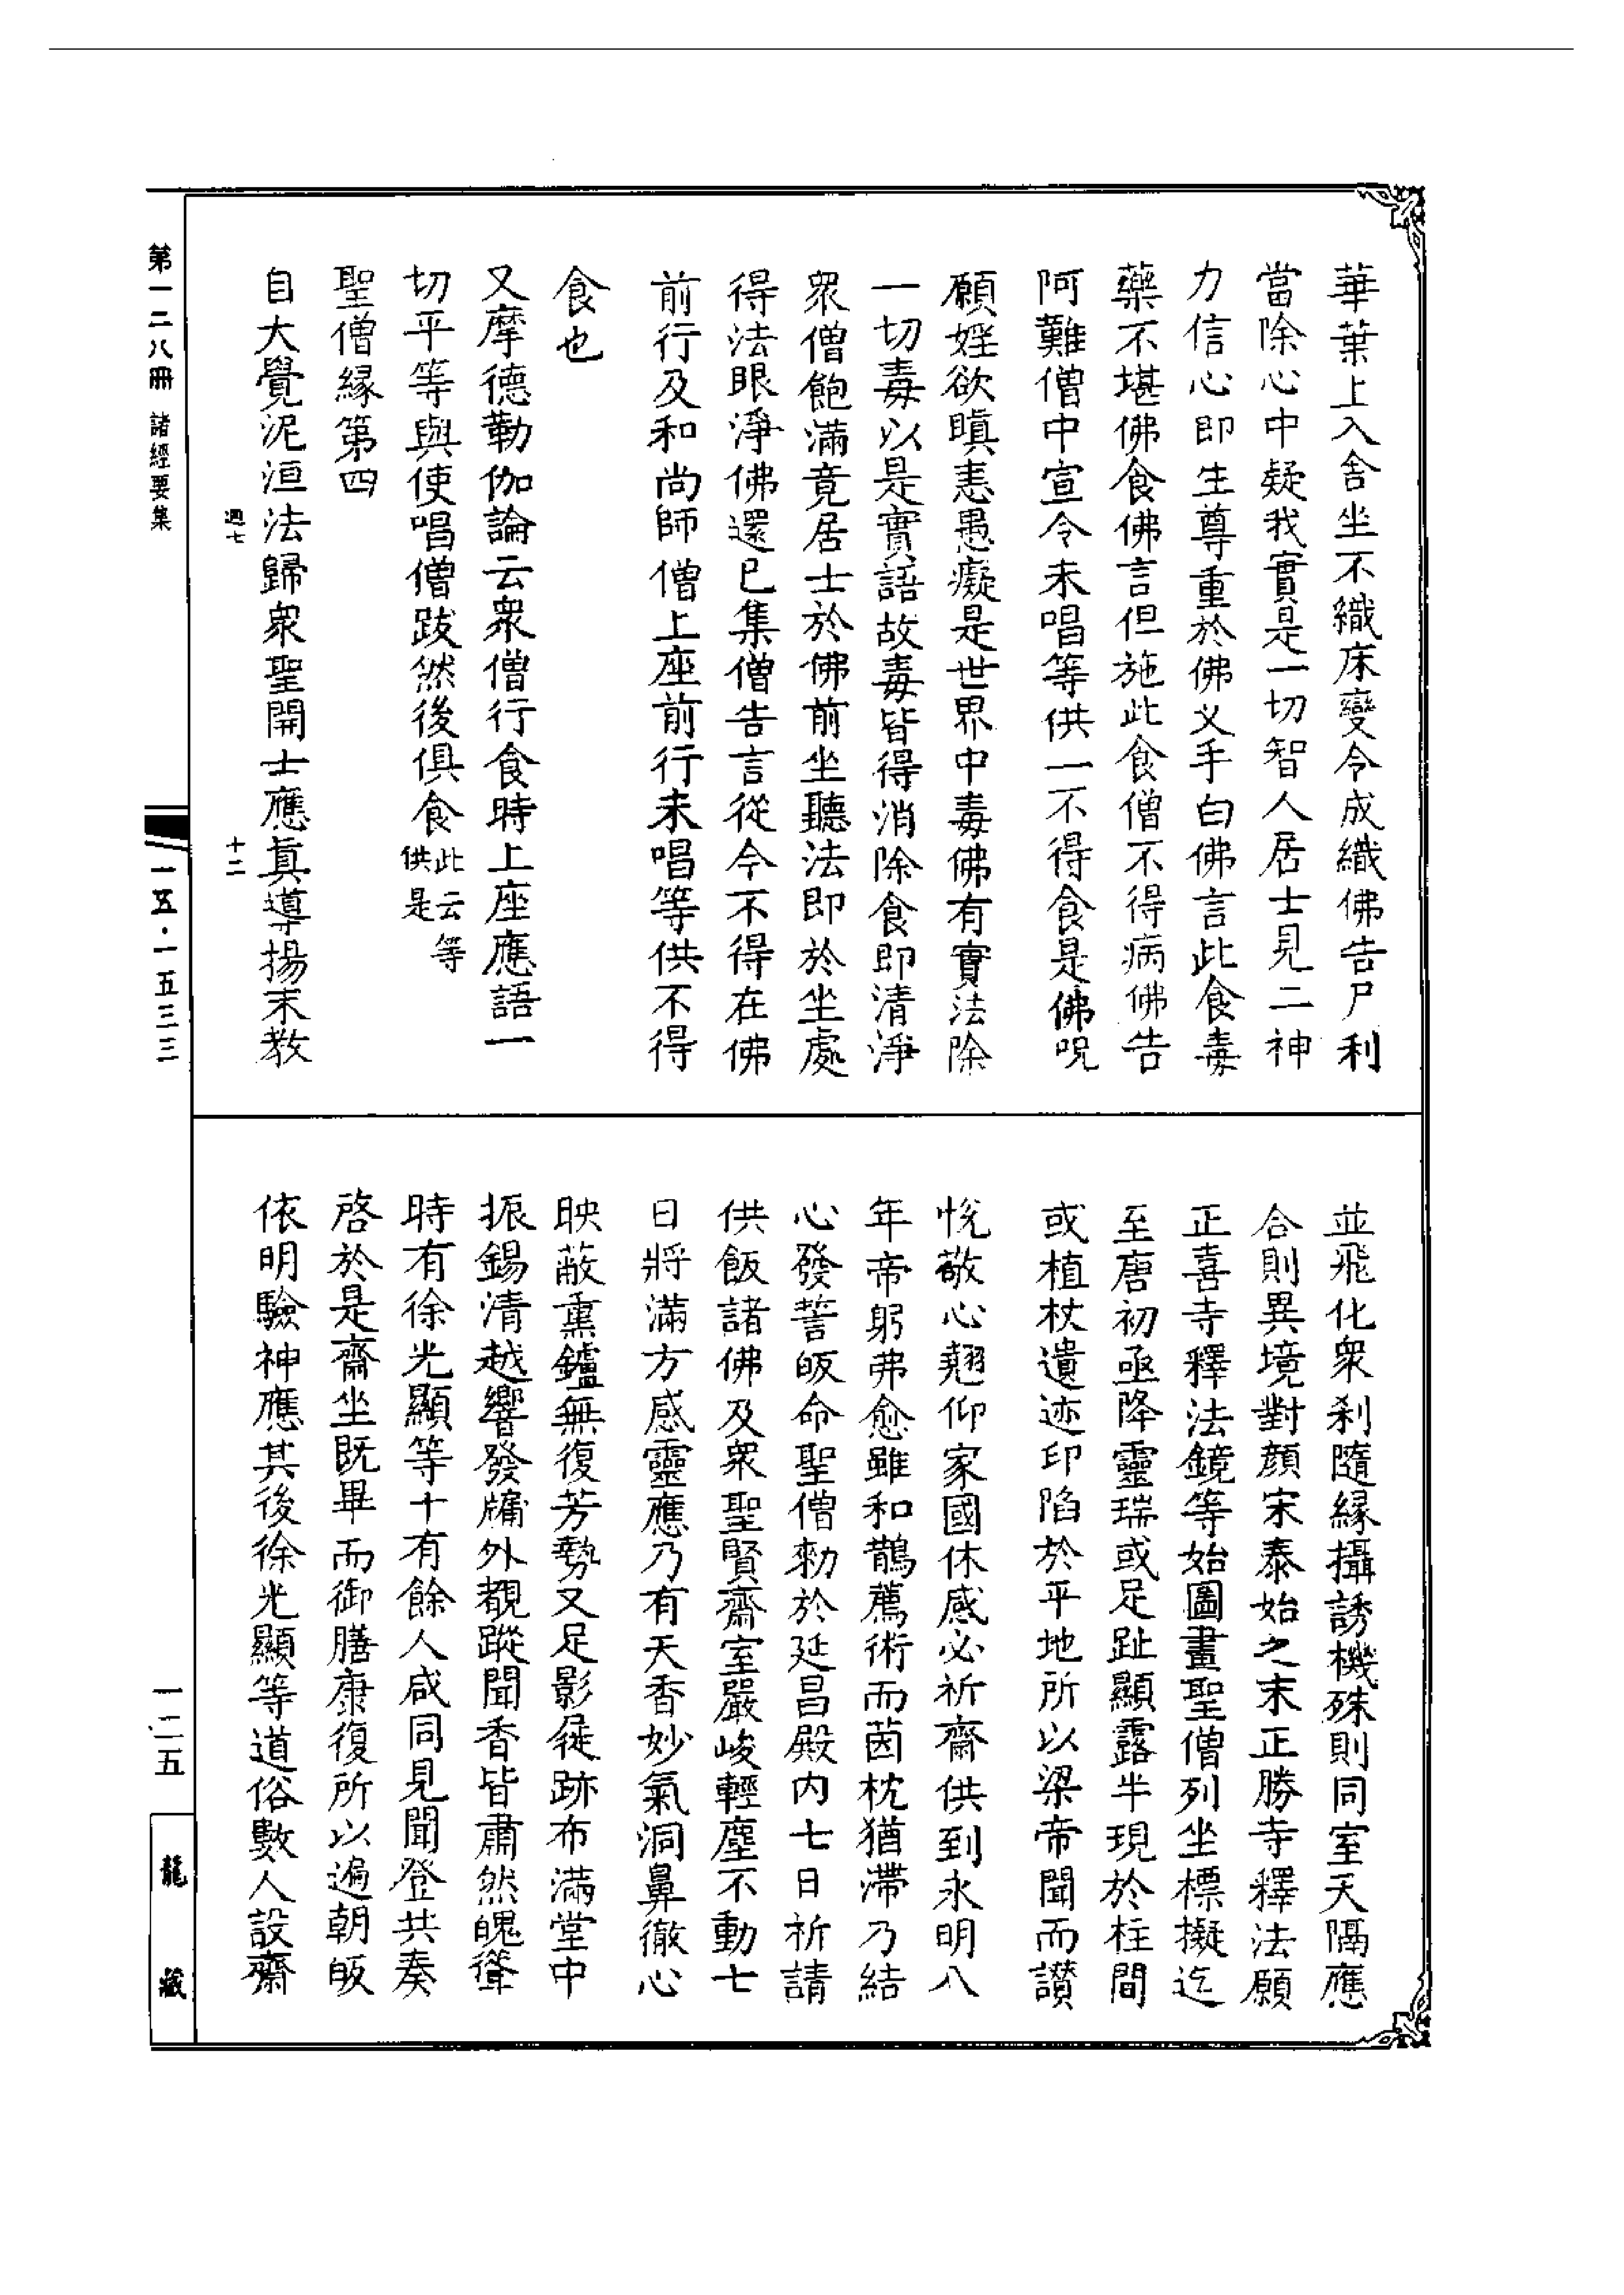 華葉上入舍坐不織床變令成織佛告尸利
當除心中疑我實是一切智人居士見二神
力信心即生尊重於佛义手白佛言此食毒
藥不堪佛食佛言但施此食僧不得病佛告
阿難僧中宣令未唱等供一不得食是佛呪
願婬欲瞋恚愚癡是世界中毒佛有實法除
一切毒以是實語故毒皆得消除食即清淨
衆僧飽滿竟居士於佛前坐聽法即於坐處
得法眼淨佛還已集僧告言從今不得在佛
前行及和尚師僧上座前行未唱等供不得
食也
又摩德勒伽論云衆僧行食時上座應語一
切平等與使唱僧跋然後俱食此云等供是
聖僧緣第四
自大覺泥洹法歸衆聖開士應眞導揚末教
週七
十二
並飛化衆刹隨緣攝誘機殊則同室天隔應
合則異境對顏宋泰始之末正勝寺釋法願
正喜寺釋法鏡等始圖畫聖僧列坐標擬迄
至唐初亟降靈瑞或足趾顯露半現於柱間
或植杖遺迹印陷於平地所以梁帝聞而讃
悅敬心翹仰家國休慼必祈齋供到永明八
年帝躬弗愈雖和鵲薦術而茵枕猶滯乃結
心發誓皈命聖僧勑於延昌殿內七日祈請
供飯諸佛及衆聖賢齋室嚴峻輕塵不動七
日將滿方感靈應乃有天香妙氣洞鼻徹心
映蔽熏鑪無復芳勢又足影屣跡布滿堂中
振錫清越響發牖外覩蹤聞香皆肅然魄聳
時有徐光顯等十有餘人咸同見聞登共奏
啓於是齋坐既畢而御膳康復所以遍朝皈
依明驗神應其後徐光顯等道俗數人設齋
第一二八冊 諸經要集
一五·一五三三
一二五
龍藏